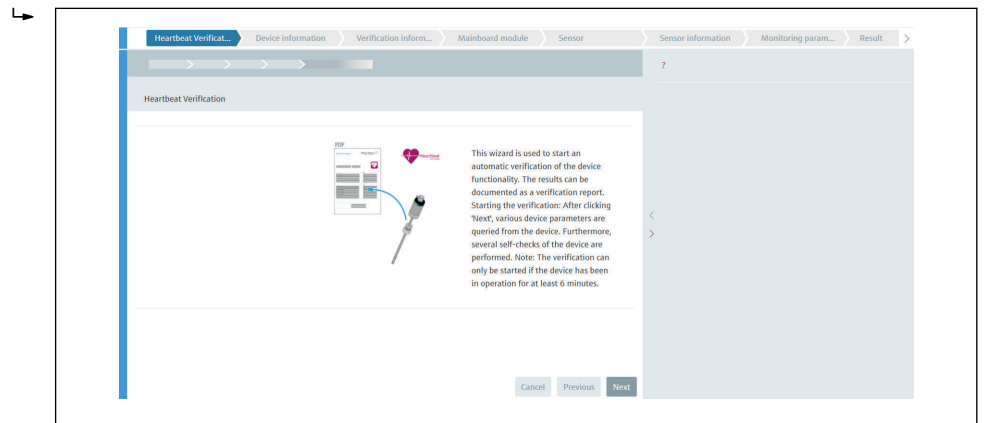 Heartbeat Verificat...
Device information
Verification inform...
Mainboard module
Sensor
Sensor information
Monitoring param...
Result
?
Heartbeat Verification
PDF
Heartbeat
This wizard is used to start an
automatic verification of the device
functionality. The results can be
documented as a verification report.
Starting the verification: After clicking
'Next', various device parameters are
queried from the device. Furthermore,
several self-checks of the device are
performed. Note: The verification can
only be started if the device has been
in operation for at least 6 minutes.
Cancel
Previous
Next